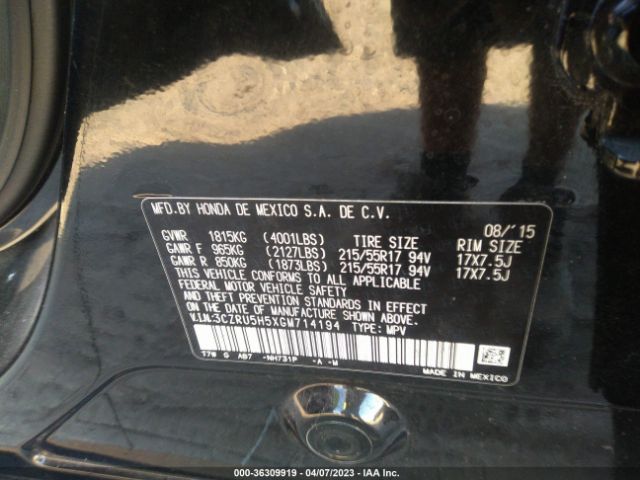 MFD.BY HONDA DE MEXICO S.A. DE C.V. 08/'15
GVWR 1815KG (4001LBS) TIRE SIZE RIM SIZE
GAWR F 965KG (2127LBS) 215/55R17 94V 17X7.5J
GAWR R 850KG (1873LBS) 215/55R17 94V 17X7.5J
THIS VEHICLE CONFORMS TO ALL APPLICABLE
FEDERAL MOTOR VEHICLE SAFETY
AND THEFT PREVENTION STANDARDS IN EFFECT ON THE
DATE OF MANUFACTURE SHOWN ABOVE.
V.I.N.:3CZRU5H5XGM714194 TYPE: MPV
G -NH731P -A -M
MADE IN MEXICO
000-36309919 - 04/07/2023 - IAA Inc.